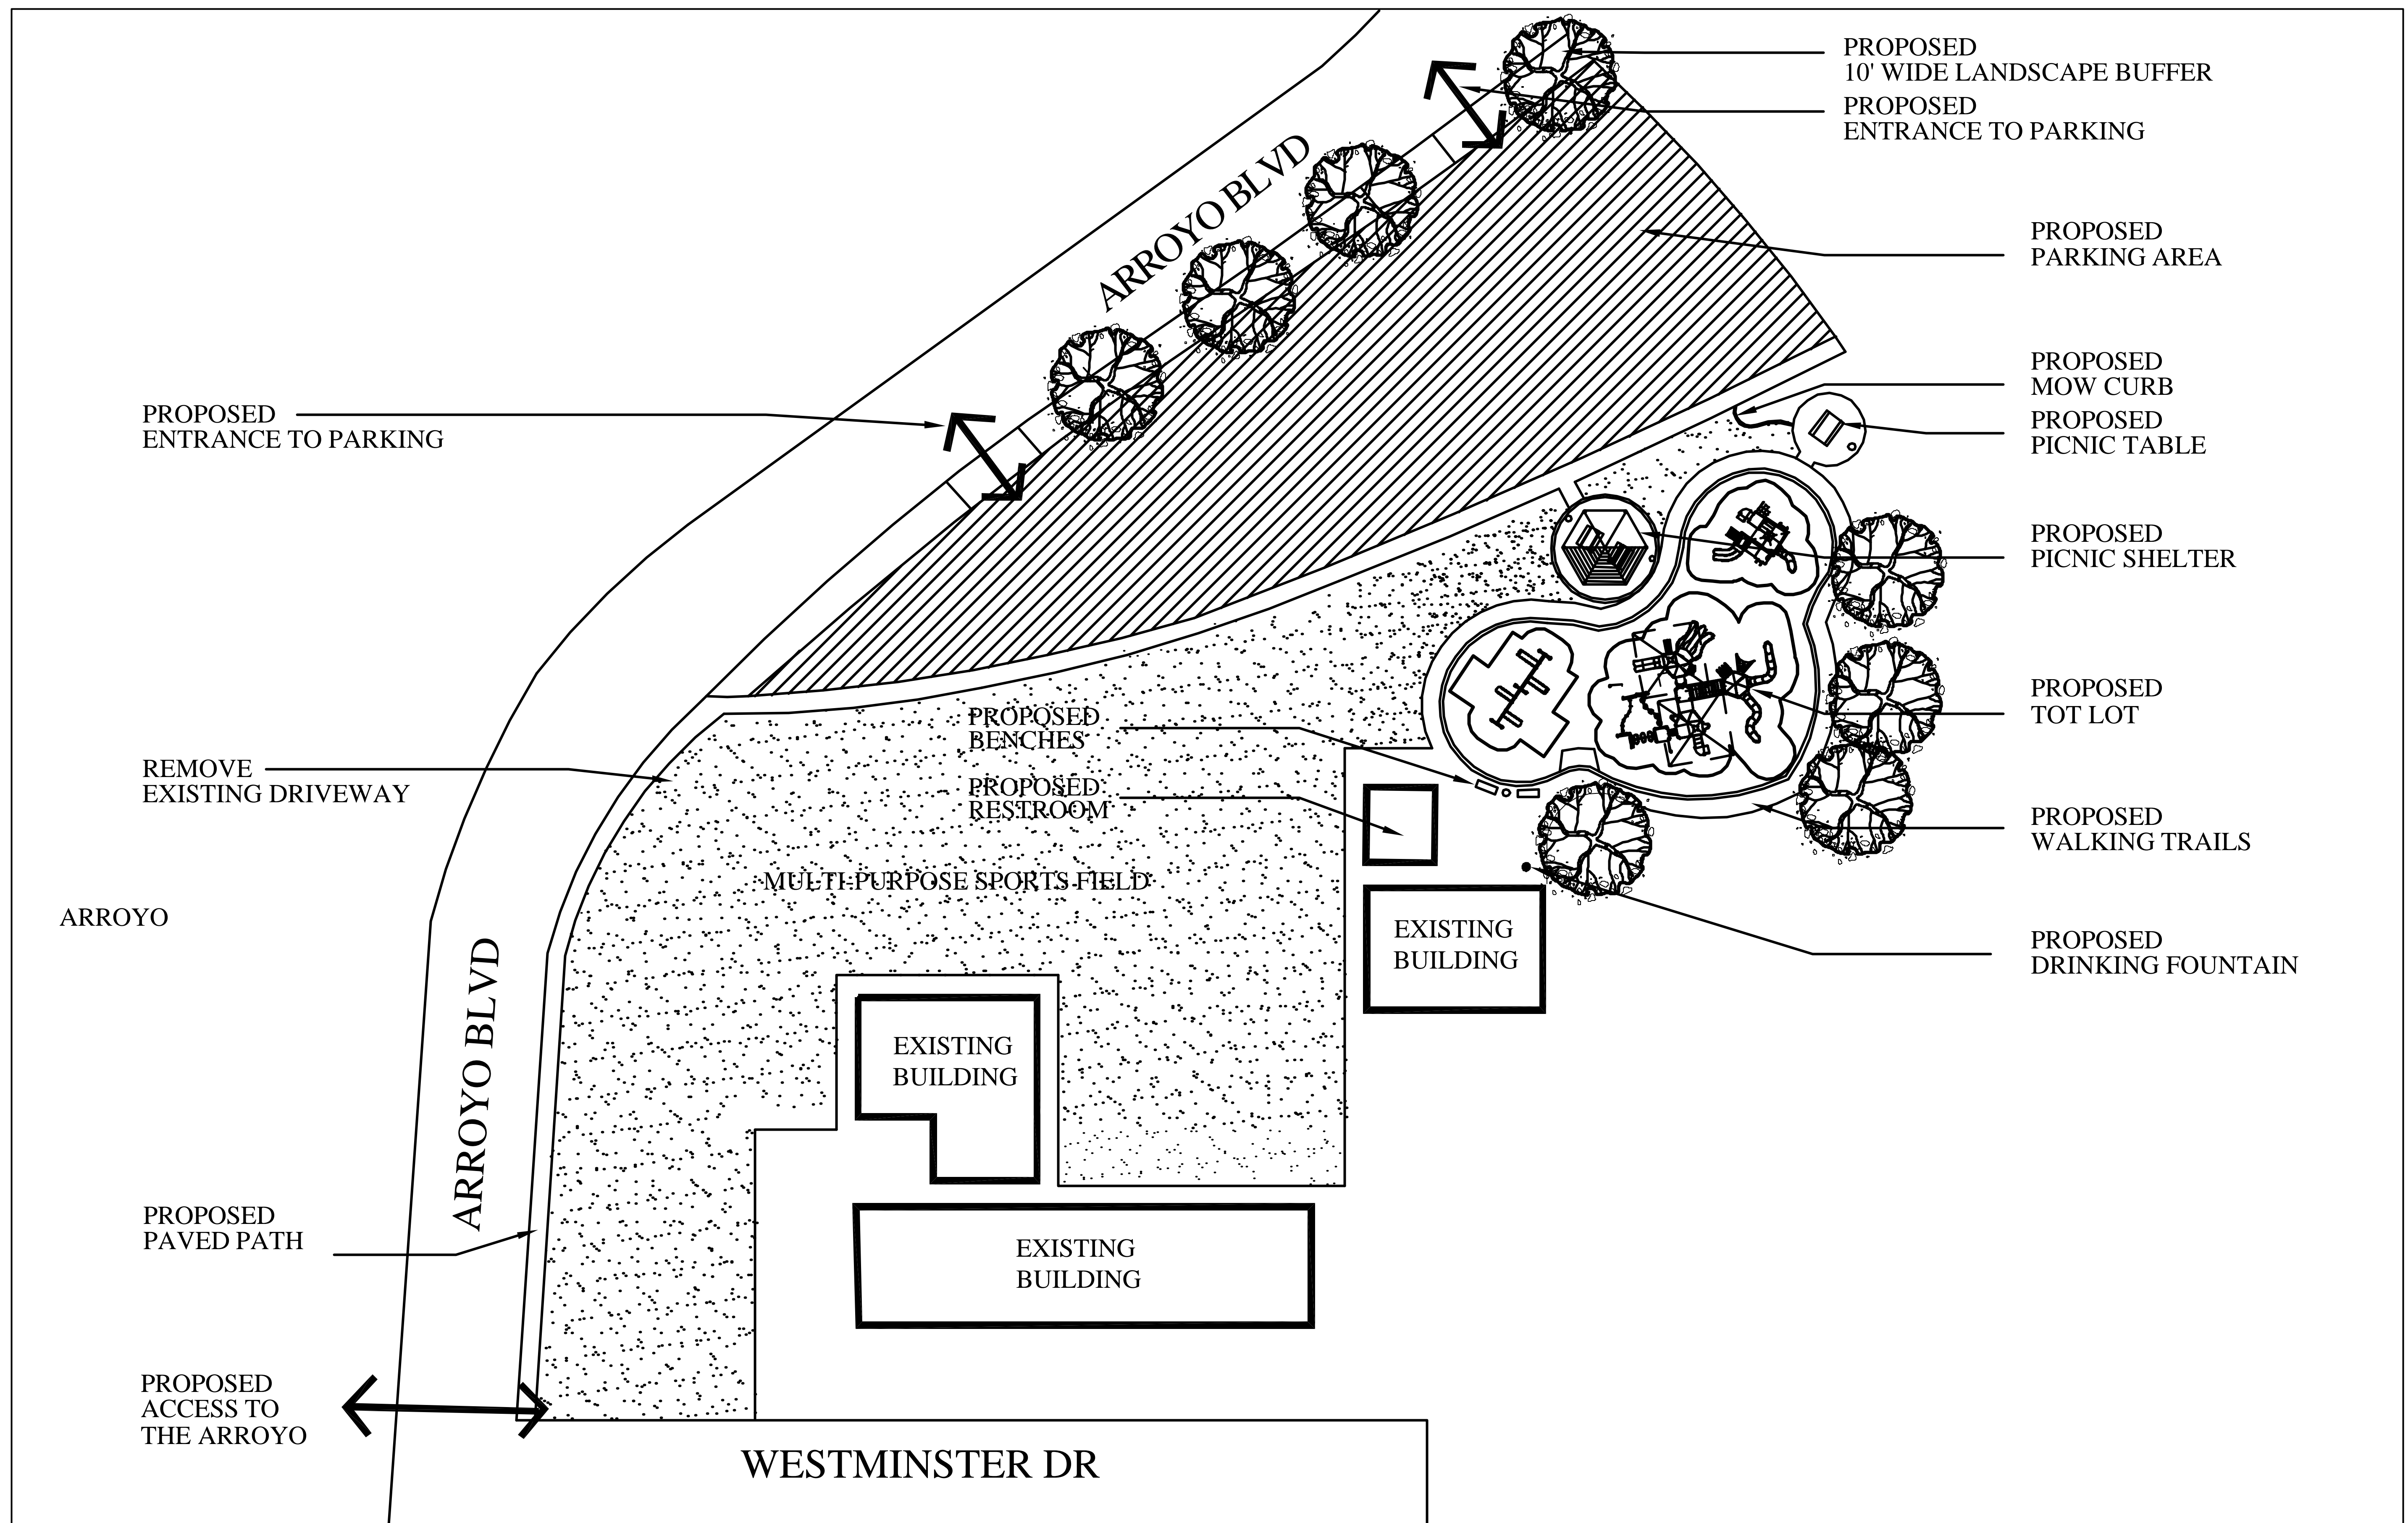 PROPOSED
10' WIDE LANDSCAPE BUFFER
PROPOSED
ENTRANCE TO PARKING
ARROYO BLVD
PROPOSED
PARKING AREA
PROPOSED
MOW CURB
PROPOSED
PICNIC TABLE
PROPOSED
ENTRANCE TO PARKING
PROPOSED
PICNIC SHELTER
PROPOSED
TOT LOT
PROPOSED
BENCHES
REMOVE
EXISTING DRIVEWAY
PROPOSED
RESTROOM
PROPOSED
WALKING TRAILS
MULTI-PURPOSE SPORTS FIELD
ARROYO
EXISTING
BUILDING
PROPOSED
DRINKING FOUNTAIN
ARROYO BLVD
EXISTING
BUILDING
PROPOSED
PAVED PATH
EXISTING
BUILDING
PROPOSED
ACCESS TO
THE ARROYO
WESTMINSTER DR